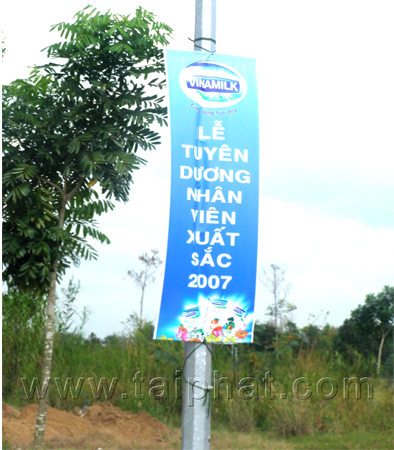 VINAMILK
LỄ
TUYÊN
DƯƠNG
NHÂN
VIÊN
XUẤT
SẮC
2007
www.taiphat.com